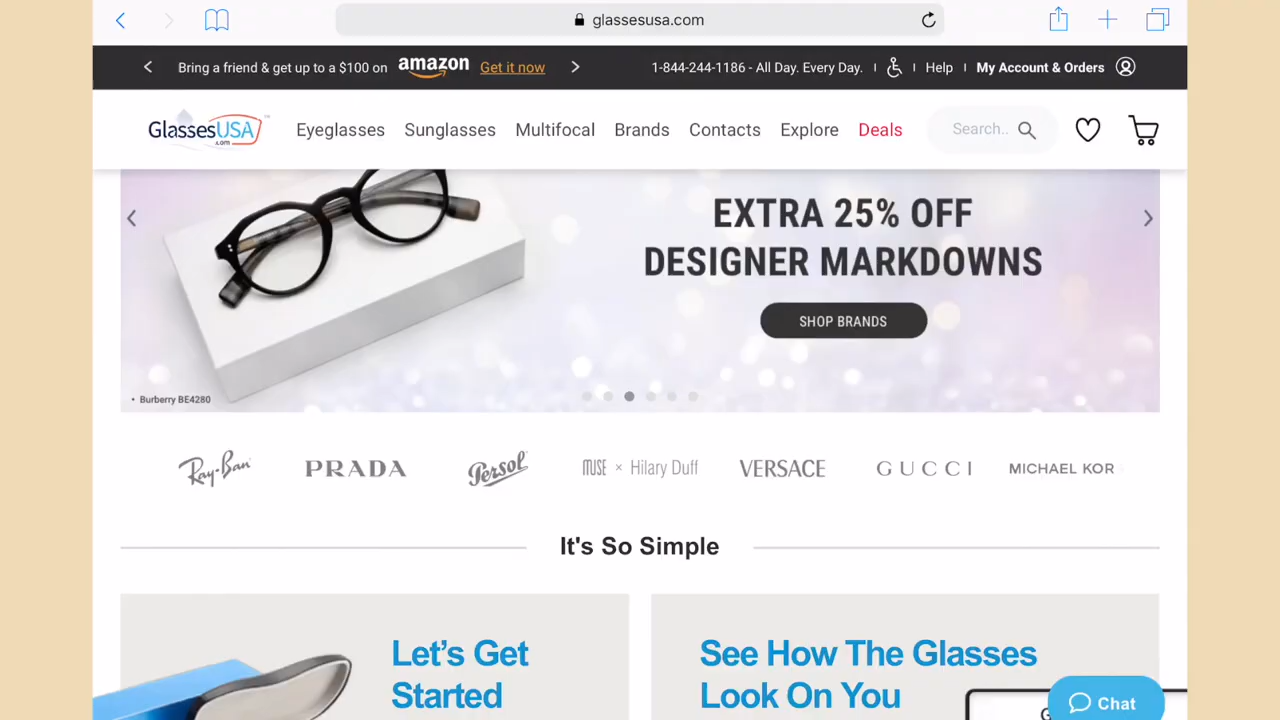 glassesusa.com
Bring a friend & get up to a $100 on amazon Get it now
1-844-244-1186 - All Day. Every Day. | | Help | My Account & Orders
GlassesUSA .com
Eyeglasses Sunglasses Multifocal Brands Contacts Explore Deals
Search..
EXTRA 25% OFF
DESIGNER MARKDOWNS
SHOP BRANDS
• Burberry BE4280
Ray-Ban PRADA Persol MUSE × Hilary Duff VERSACE GUCCI MICHAEL KOR
It's So Simple
Let's Get
Started
See How The Glasses
Look On You
G
Chat